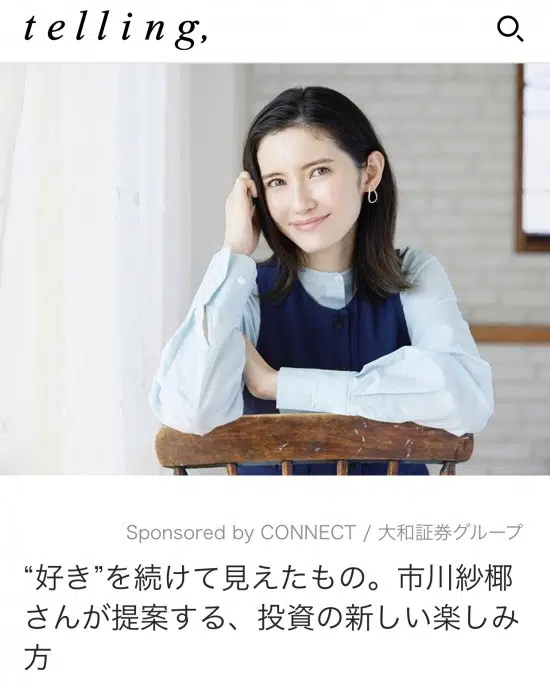 telling,
Sponsored by CONNECT / 大和証券グループ
“好き”を続けて見えたもの。市川紗椰
さんが提案する、投資の新しい楽しみ
方